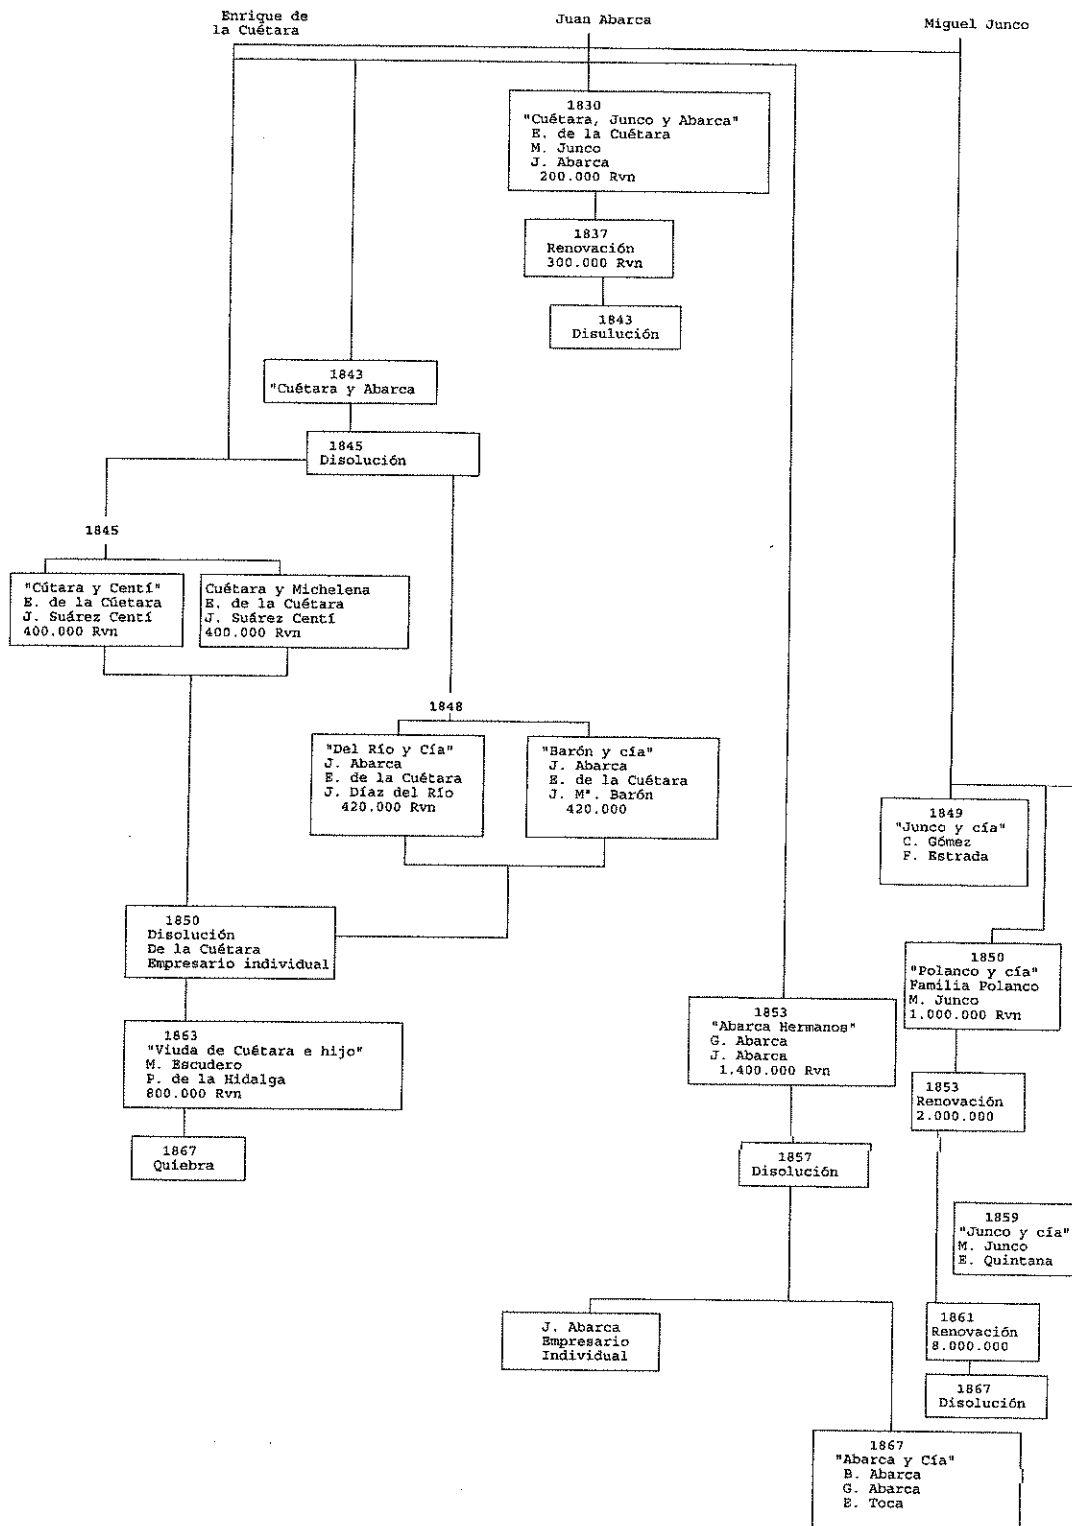 Enrique de
la Cuétara
Juan Abarca
Miguel Junco
1830
"Cuétara, Junco y Abarca"
E. de la Cuétara
M. Junco
J. Abarca
200.000 Rvn
1837
Renovación
300.000 Rvn
1843
Disulución
1843
"Cuétara y Abarca
1845
Disolución
1845
"Cútara y Centí"
E. de la Cúetara
J. Suárez Centí
400.000 Rvn
Cuétara y Michelena
E. de la Cuétara
J. Suárez Centí
400.000 Rvn
1848
"Del Río y Cía"
J. Abarca
E. de la Cuétara
J. Díaz del Río
420.000 Rvn
"Barón y cía"
J. Abarca
E. de la Cuétara
J. Mª. Barón
420.000
1849
"Junco y cía"
C. Gómez
F. Estrada
1850
Disolución
De la Cuétara
Empresario individual
1850
"Polanco y cía"
Familia Polanco
M. Junco
1.000.000 Rvn
1863
"Viuda de Cuétara e hijo"
M. Escudero
P. de la Hidalga
800.000 Rvn
1853
"Abarca Hermanos"
G. Abarca
J. Abarca
1.400.000 Rvn
1853
Renovación
2.000.000
1867
Quiebra
1857
Disolución
1859
"Junco y cía"
M. Junco
E. Quintana
J. Abarca
Empresario
Individual
1861
Renovación
8.000.000
1867
Disolución
1867
"Abarca y Cía"
B. Abarca
G. Abarca
E. Toca